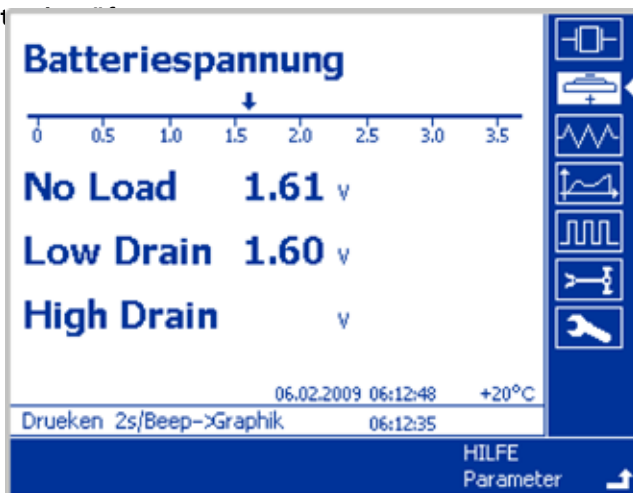 Batteriespannung
0 0.5 1.0 1.5 2.0 2.5 3.0 3.5
No Load 1.61 V
Low Drain 1.60 V
High Drain V
06.02.2009 06:12:48 +20°C
Drueken 2s/Beep->Graphik 06:12:35
HILFE
Parameter